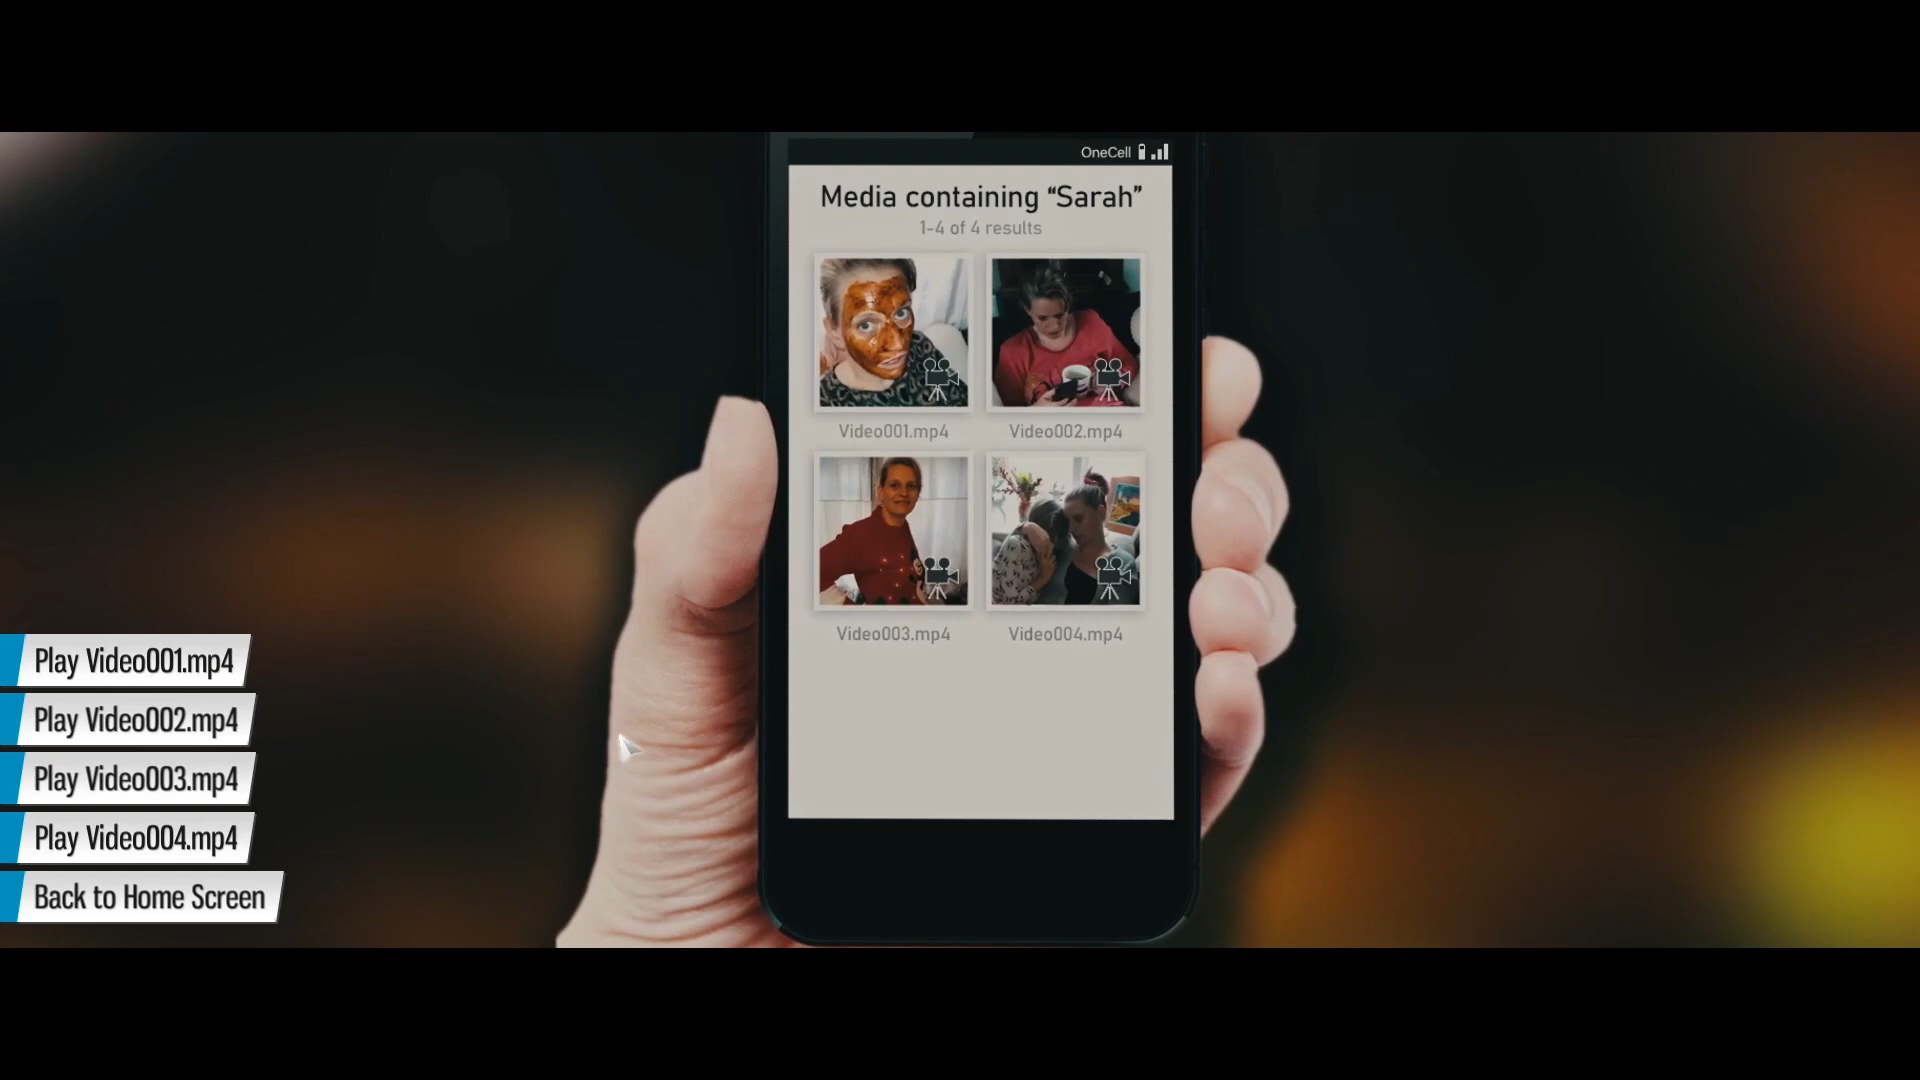 OneCell
Media containing “Sarah”
1-4 of 4 results
Video001.mp4
Video002.mp4
Video003.mp4
Video004.mp4
Play Video001.mp4
Play Video002.mp4
Play Video003.mp4
Play Video004.mp4
Back to Home Screen